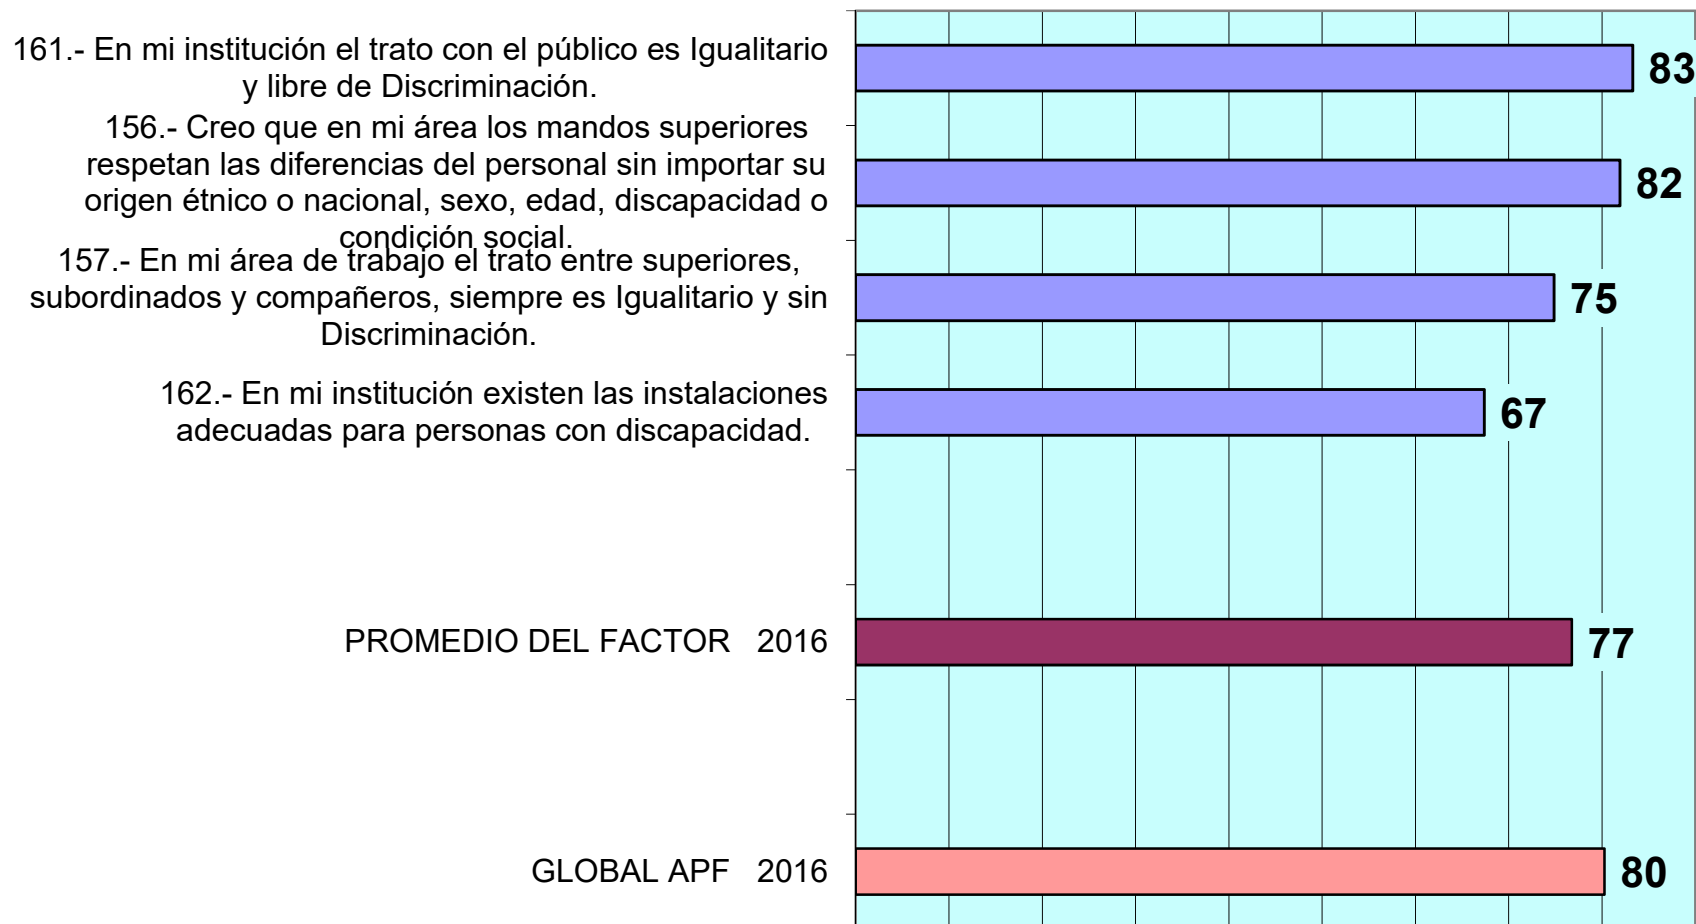 161.- En mi institución el trato con el público es Igualitario
y libre de Discriminación.
83
156.- Creo que en mi área los mandos superiores
respetan las diferencias del personal sin importar su
origen étnico o nacional, sexo, edad, discapacidad o
condición social.
82
157.- En mi área de trabajo el trato entre superiores,
subordinados y compañeros, siempre es Igualitario y sin
Discriminación.
75
162.- En mi institución existen las instalaciones
adecuadas para personas con discapacidad.
67
PROMEDIO DEL FACTOR 2016
77
GLOBAL APF 2016
80